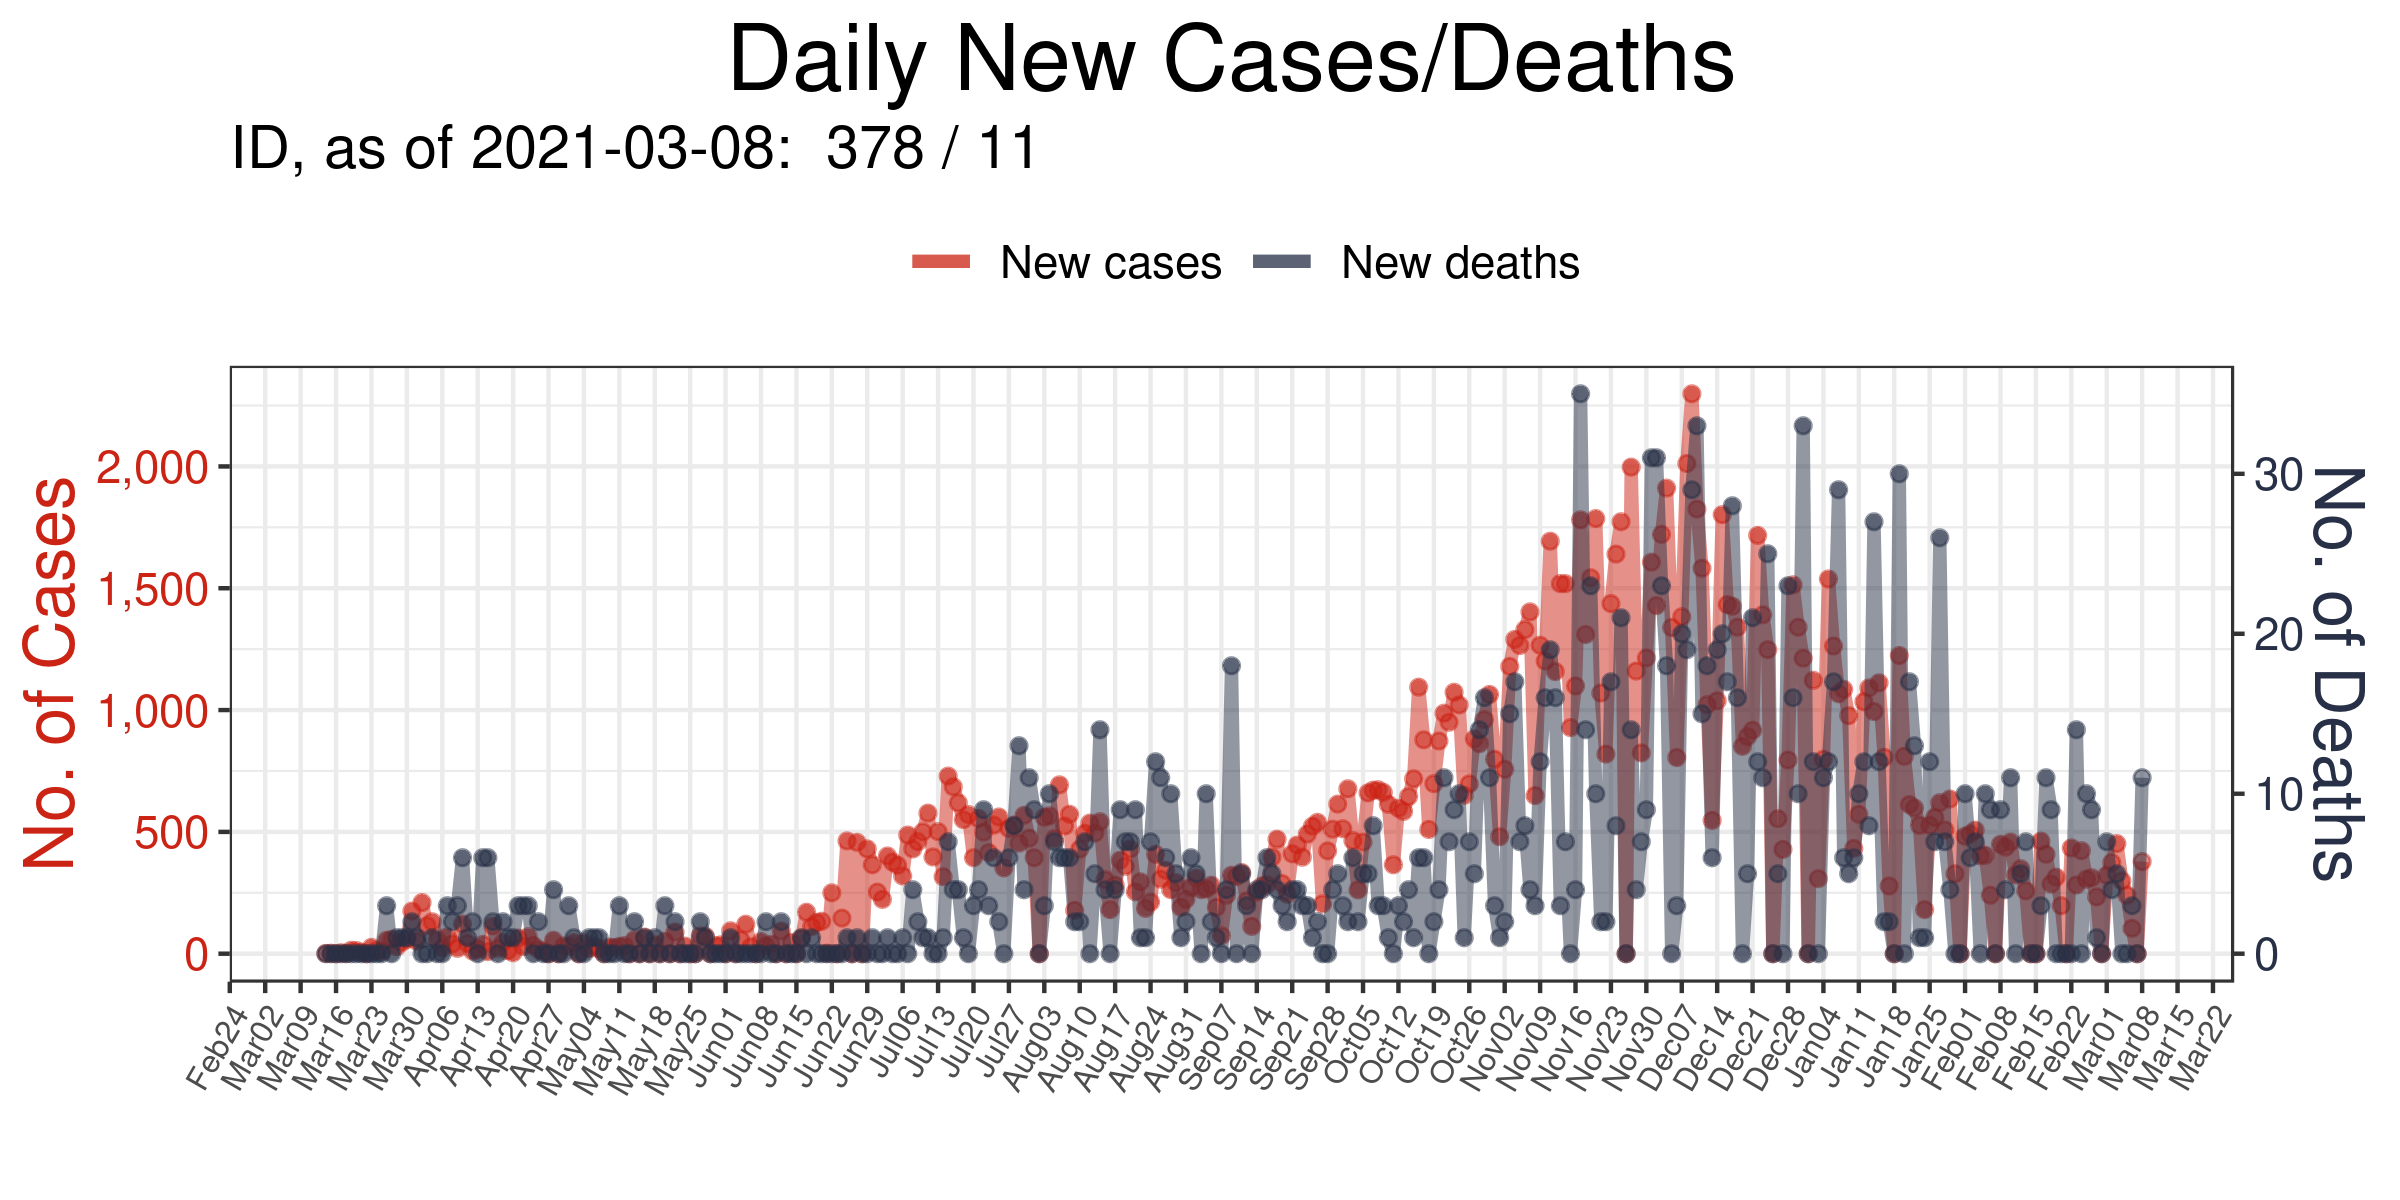 Daily New Cases/Deaths
ID, as of 2021-03-08:  378 / 11
New cases
New deaths
No. of Cases
2,000
1,500
1,000
500
0
30
20
10
0
No. of Deaths
Feb24
Mar02
Mar09
Mar16
Mar23
Mar30
Apr06
Apr13
Apr20
Apr27
May04
May11
May18
May25
Jun01
Jun08
Jun15
Jun22
Jun29
Jul06
Jul13
Jul20
Jul27
Aug03
Aug10
Aug17
Aug24
Aug31
Sep07
Sep14
Sep21
Sep28
Oct05
Oct12
Oct19
Oct26
Nov02
Nov09
Nov16
Nov23
Nov30
Dec07
Dec14
Dec21
Dec28
Jan04
Jan11
Jan18
Jan25
Feb01
Feb08
Feb15
Feb22
Mar01
Mar08
Mar15
Mar22